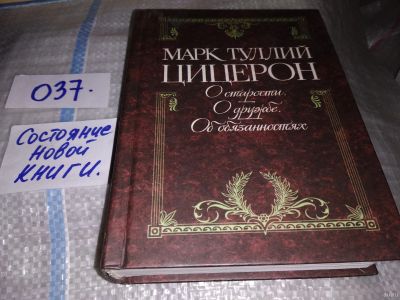 037.
Состояние
новой
книги.
МАРК ТУЛЛИЙ
ЦИЦЕРОН
О старости.
О дружбе.
Об обязанностях